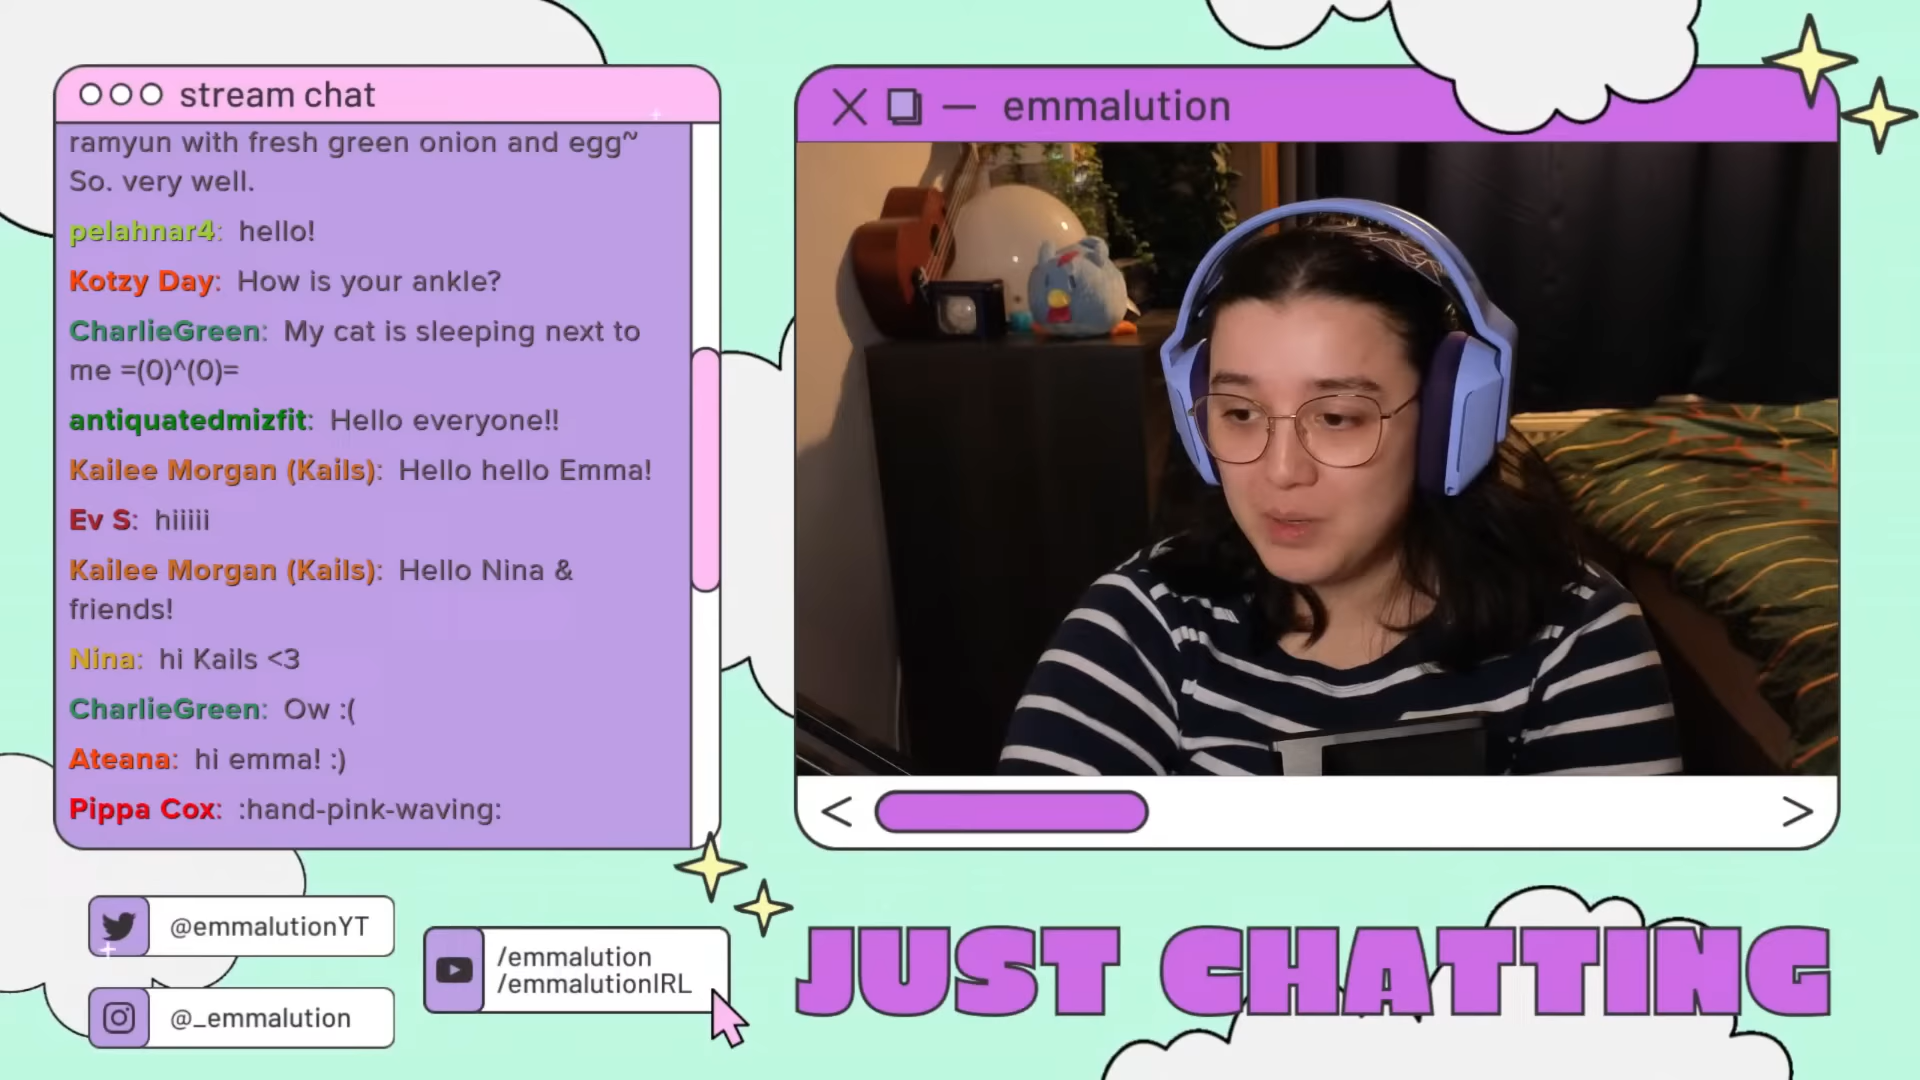 stream chat
ramyun with fresh green onion and egg~
So. very well.
pelahnar4: hello!
Kotzy Day: How is your ankle?
CharlieGreen: My cat is sleeping next to
me =(0)^(0)=
antiquatedmizfit: Hello everyone!!
Kailee Morgan (Kails): Hello hello Emma!
Ev S: hiiiii
Kailee Morgan (Kails): Hello Nina &
friends!
Nina: hi Kails <3
CharlieGreen: Ow :(
Ateana: hi emma! :)
Pippa Cox: :hand-pink-waving:
emmalution
@emmalutionYT
@_emmalution
/emmalution
/emmalutionIRL
JUST CHATTING